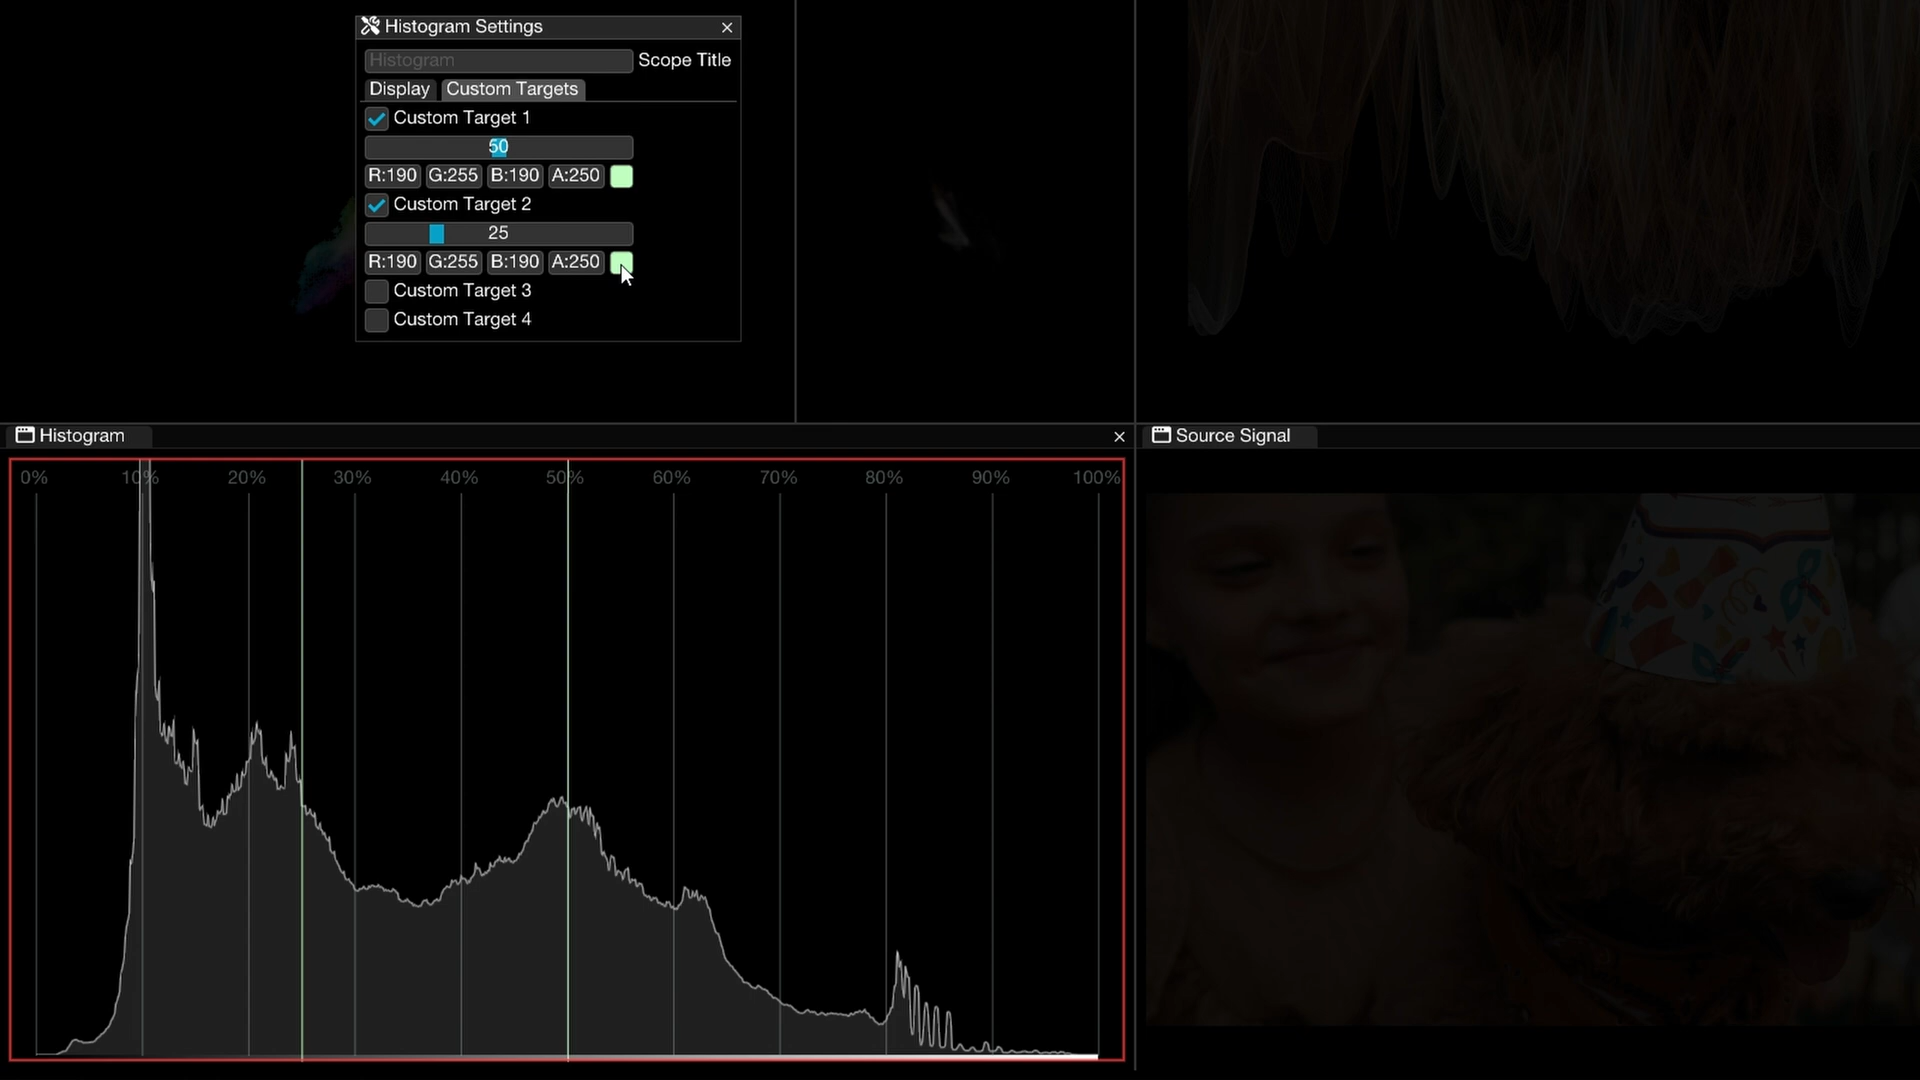 Histogram Settings
Histogram Scope Title
Display Custom Targets
Custom Target 1
50
R:190 G:255 B:190 A:250
Custom Target 2
25
R:190 G:255 B:190 A:250
Custom Target 3
Custom Target 4
Histogram
Source Signal
0% 10% 20% 30% 40% 50% 60% 70% 80% 90% 100%